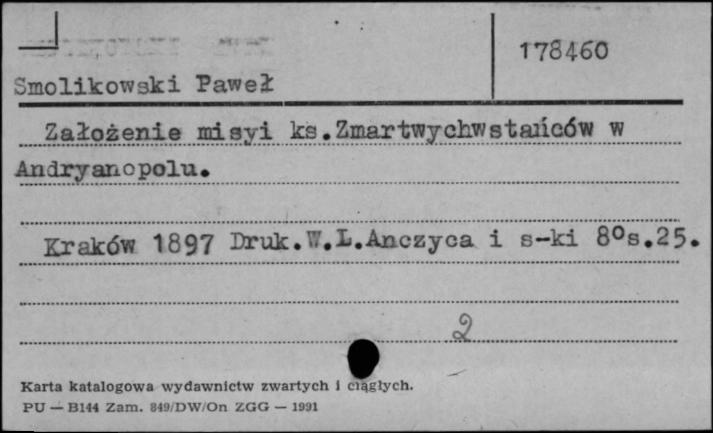 178460
Smolikowski Paweł
Założenie misyi ks.Zmartwychwstańców w
Andryanopolu.
Kraków 1897 Druk.W.L.Anczyca i s-ki 8⁰s.25.
2
Karta katalogowa wydawnictw zwartych i ciągłych.
PU — B144 Zam. 849/DW/On ZGG — 1991